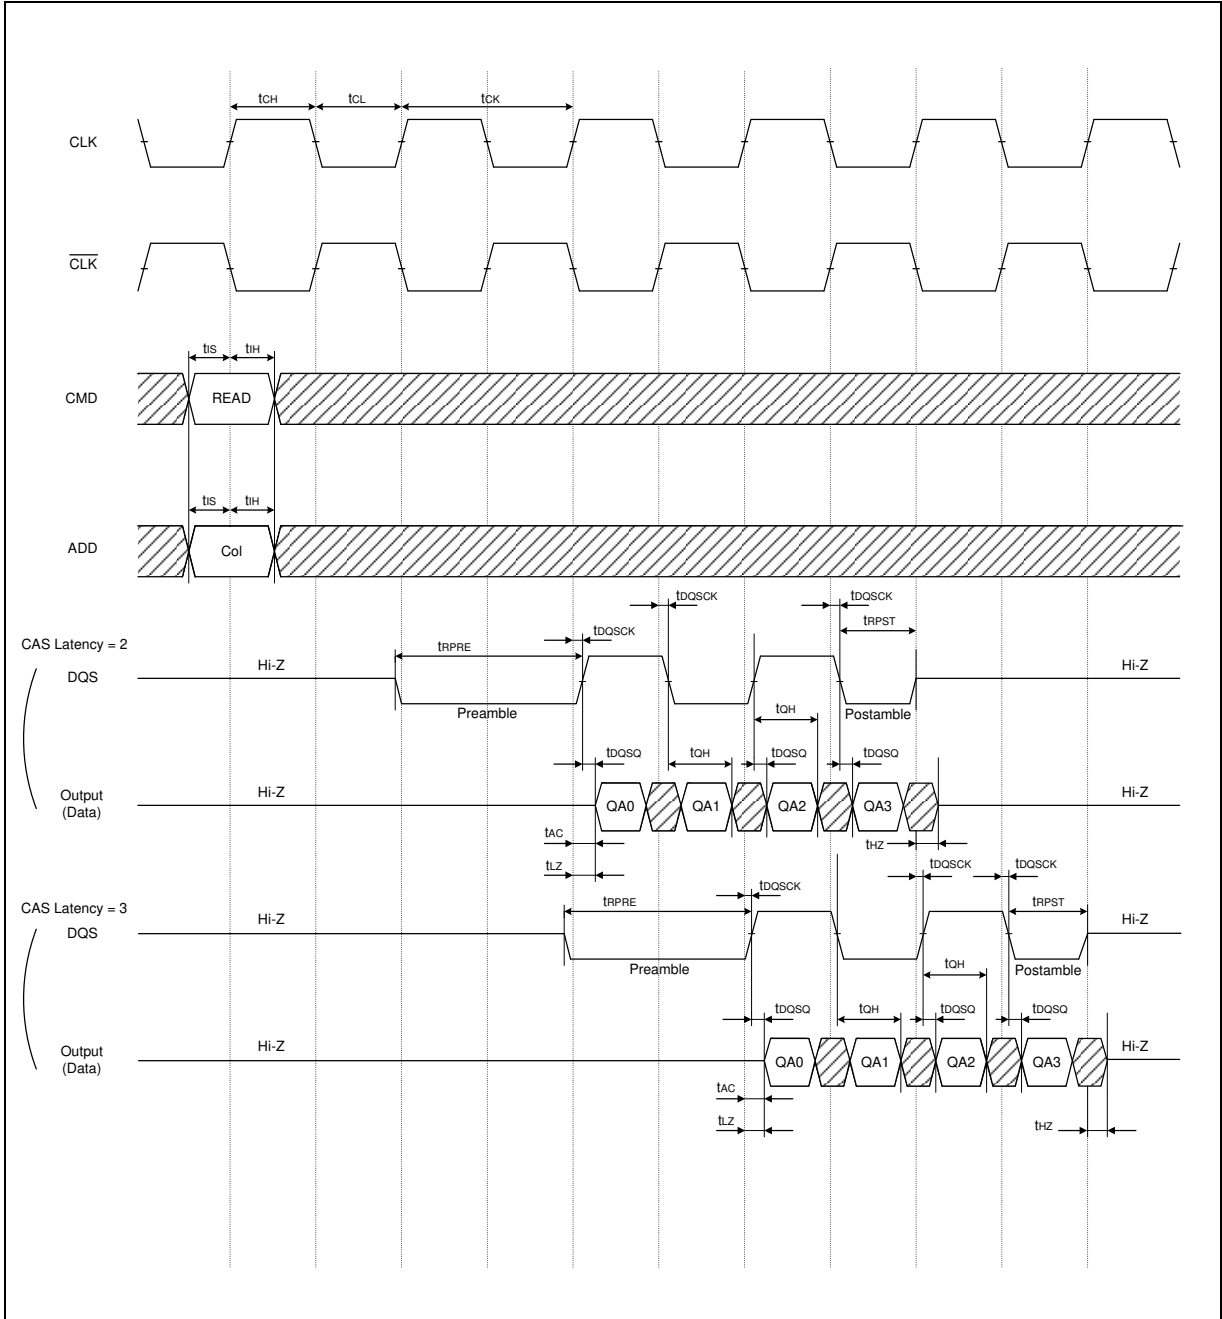 tCH tCL tCK
CLK
CLK
tIS tIH
CMD READ
tIS tIH
ADD Col
tDQSCK tDQSCK
tDQSCK tRPST
CAS Latency = 2
tRPRE
Hi-Z Hi-Z
DQS
Preamble Postamble
tQH
tDQSQ tQH tDQSQ tDQSQ
Hi-Z Hi-Z
Output
(Data)
QA0 QA1 QA2 QA3
tAC tHZ
tLZ tDQSCK tDQSCK
tDQSCK
CAS Latency = 3
tRPRE tRPST
Hi-Z Hi-Z
DQS
Preamble Postamble
tQH
tDQSQ tQH tDQSQ tDQSQ
Hi-Z Hi-Z
Output
(Data)
QA0 QA1 QA2 QA3
tAC
tLZ tHZ